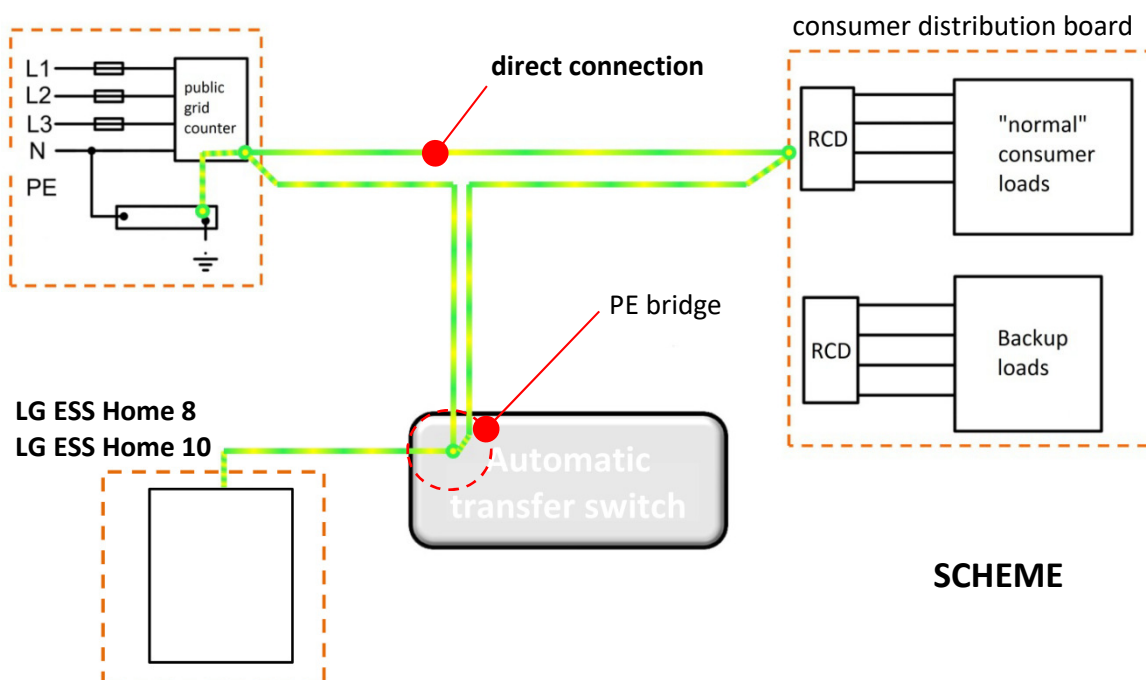 consumer distribution board
direct connection
L1
L2
L3
N
PE
public
grid
counter
RCD
"normal"
consumer
loads
PE bridge
RCD
Backup
loads
LG ESS Home 8
LG ESS Home 10
Automatic
transfer switch
SCHEME